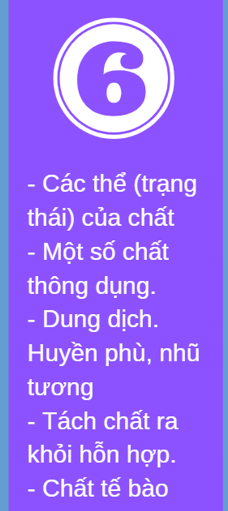 6
- Các thể (trạng
thái) của chất
- Một số chất
thông dụng.
- Dung dịch.
Huyền phù, nhũ
tương
- Tách chất ra
khỏi hỗn hợp.
- Chất tế bào